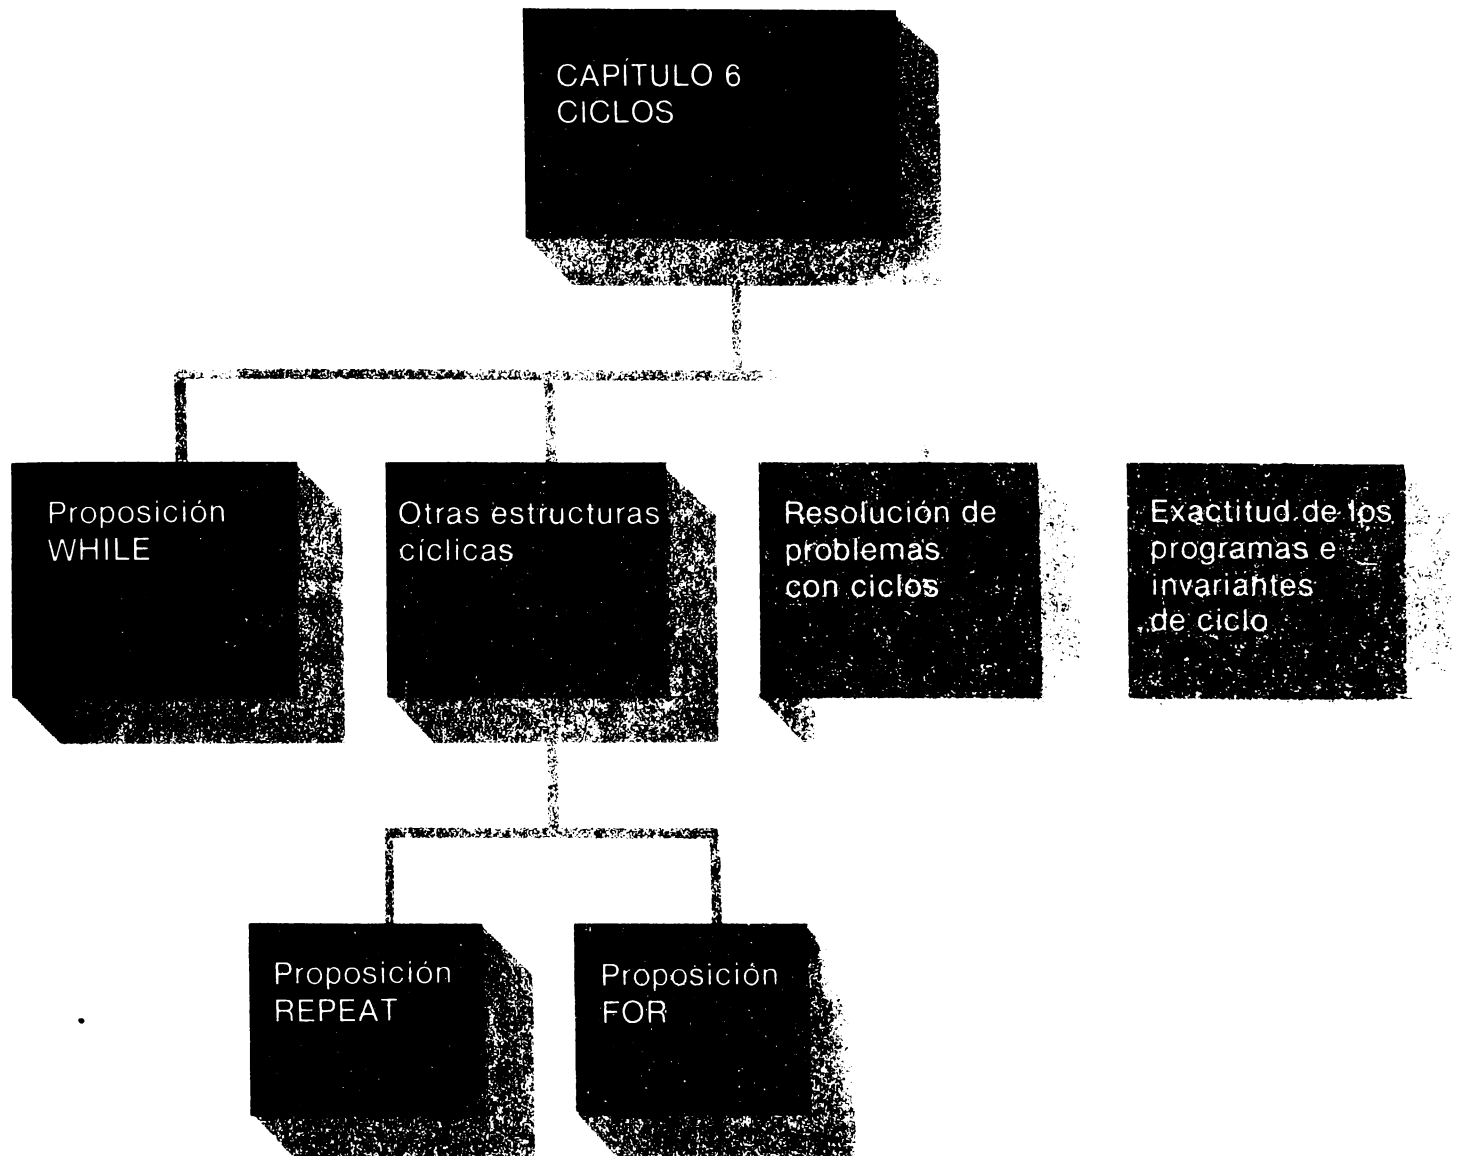 CAPÍTULO 6
CICLOS
Proposición
WHILE
Otras estructuras
cíclicas
Resolución de
problemas
con ciclos
Exactitud de los
programas e
invariantes
de ciclo
Proposición
REPEAT
Proposición
FOR